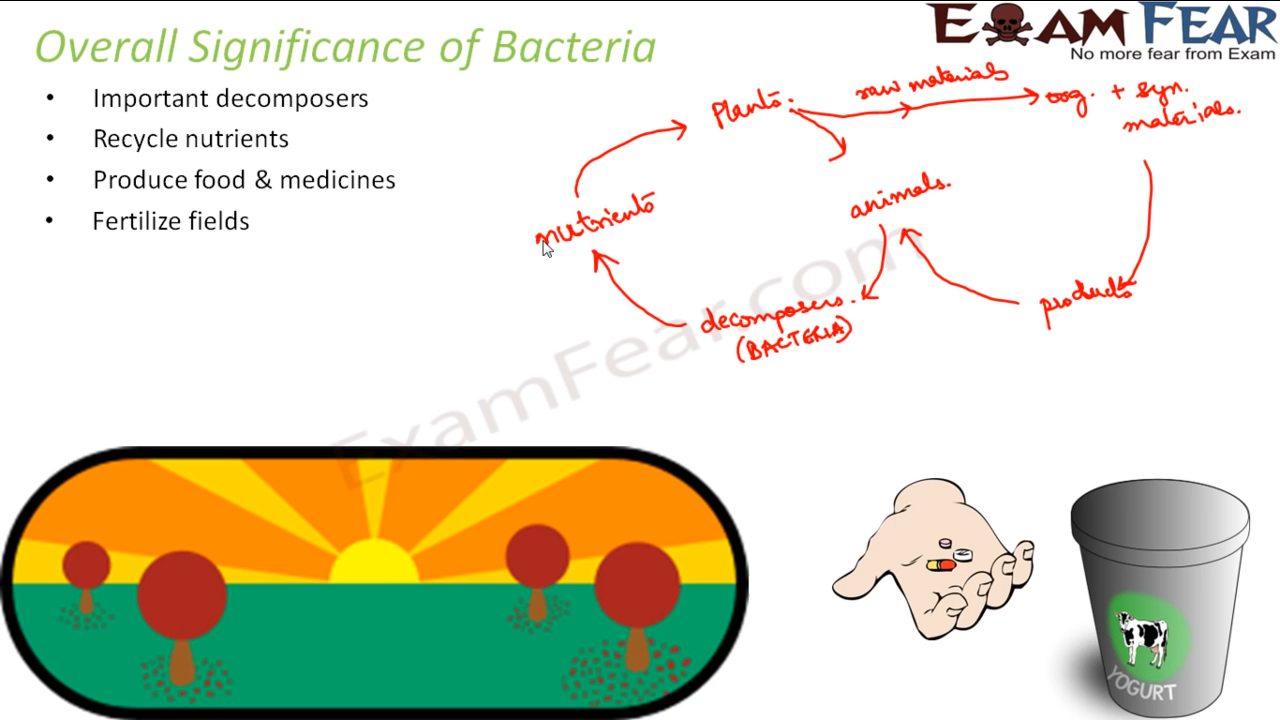 Overall Significance of Bacteria
EXAM FEAR
No more fear from Exam
• Important decomposers
• Recycle nutrients
• Produce food & medicines
• Fertilize fields
Plants.
raw materials
+ syn.
materials.
animals.
nutrients
products
decomposers.
(BACTERIA)
ExamFear.com
YOGURT